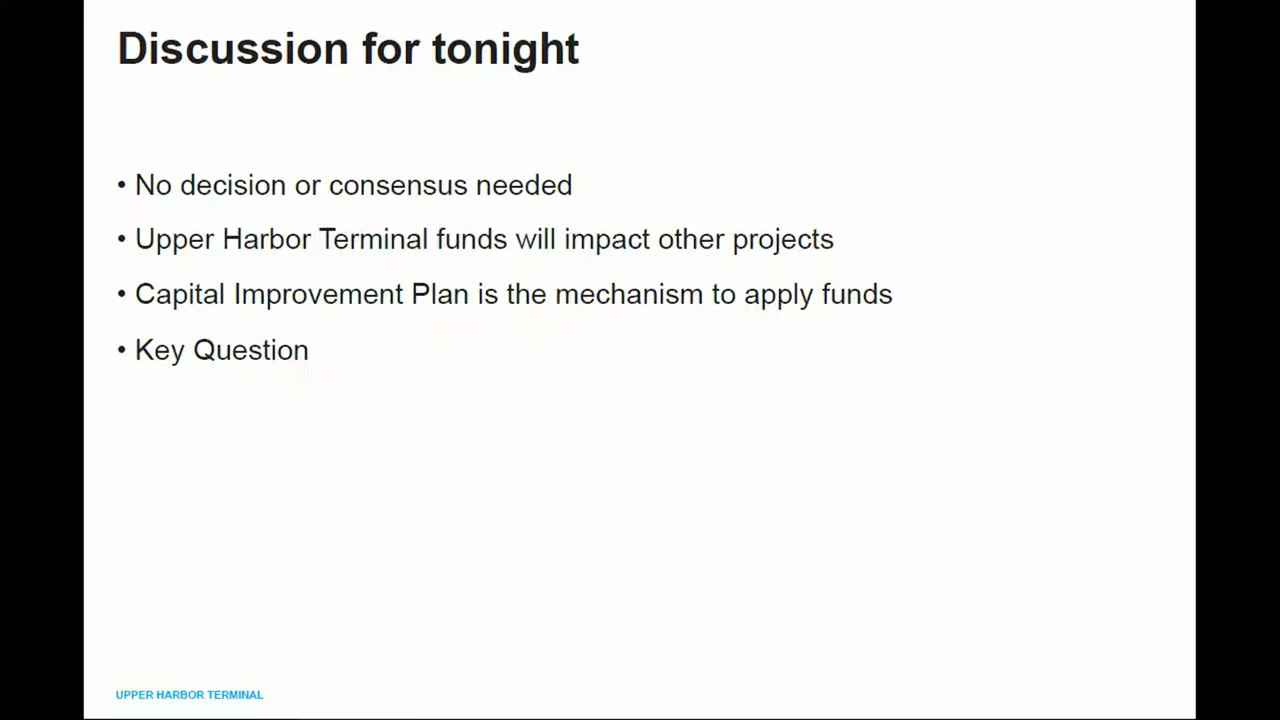 Discussion for tonight
• No decision or consensus needed
• Upper Harbor Terminal funds will impact other projects
• Capital Improvement Plan is the mechanism to apply funds
• Key Question
UPPER HARBOR TERMINAL